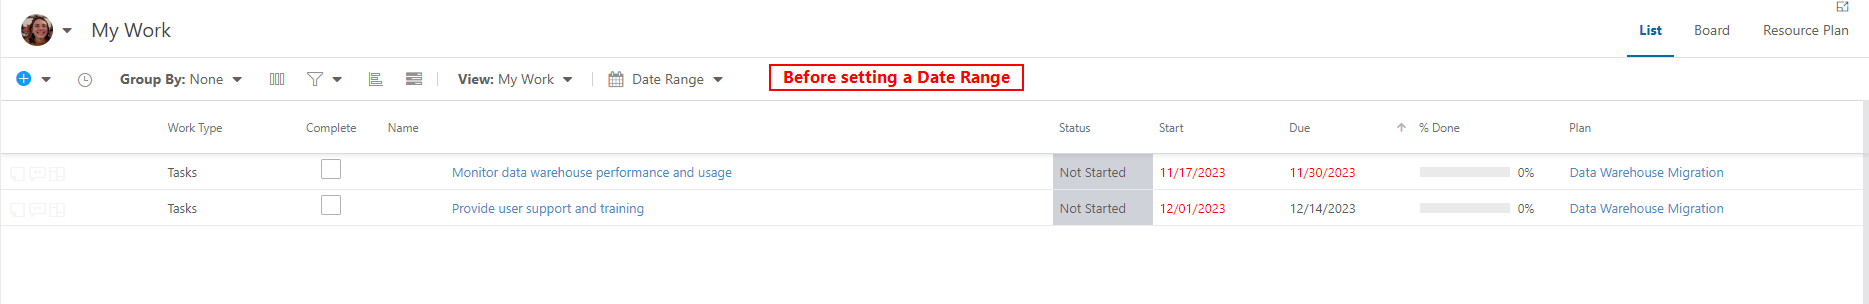 My Work
List Board Resource Plan
Group By: None View: My Work Date Range Before setting a Date Range
Work Type Complete Name Status Start Due % Done Plan
Tasks Monitor data warehouse performance and usage Not Started 11/17/2023 11/30/2023 0% Data Warehouse Migration
Tasks Provide user support and training Not Started 12/01/2023 12/14/2023 0% Data Warehouse Migration